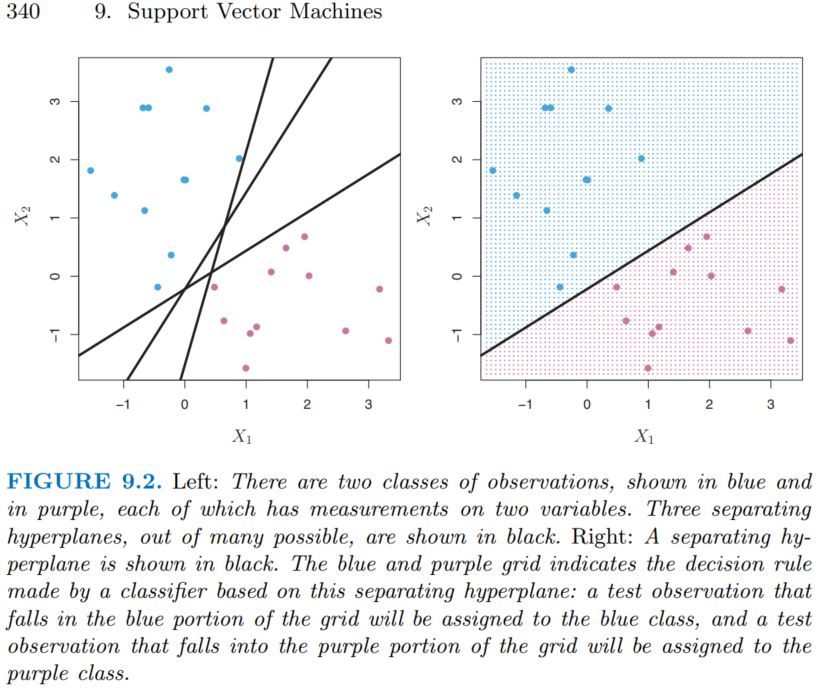 340 9. Support Vector Machines
3
2
1
0
−1
X2
−1 0 1 2 3
X1
3
2
1
0
−1
X2
−1 0 1 2 3
X1
FIGURE 9.2. Left: There are two classes of observations, shown in blue and
in purple, each of which has measurements on two variables. Three separating
hyperplanes, out of many possible, are shown in black. Right: A separating hy-
perplane is shown in black. The blue and purple grid indicates the decision rule
made by a classifier based on this separating hyperplane: a test observation that
falls in the blue portion of the grid will be assigned to the blue class, and a test
observation that falls into the purple portion of the grid will be assigned to the
purple class.